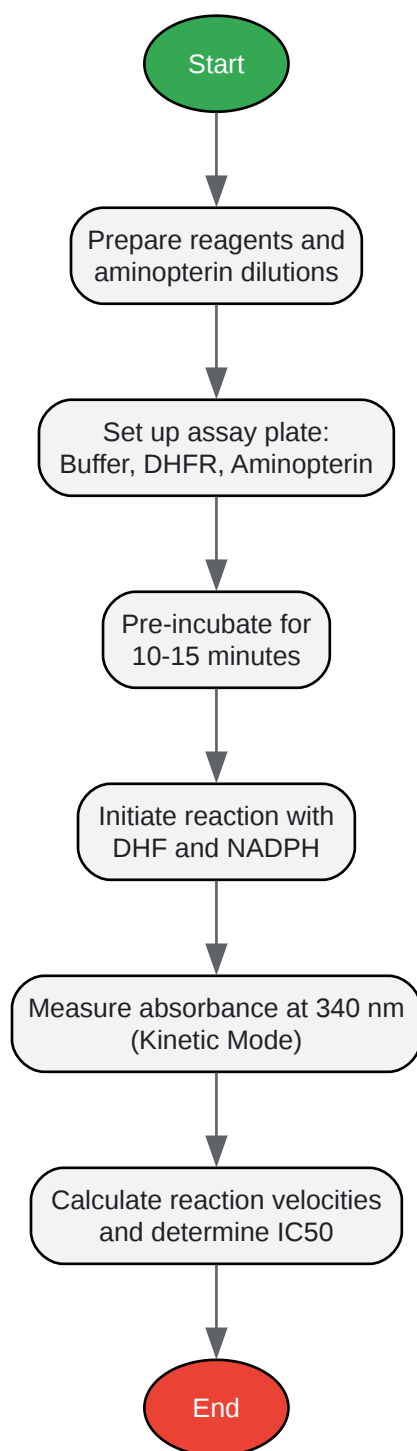 Start
Prepare reagents and
aminopterin dilutions
Set up assay plate:
Buffer, DHFR, Aminopterin
Pre-incubate for
10-15 minutes
Initiate reaction with
DHF and NADPH
Measure absorbance at 340 nm
(Kinetic Mode)
Calculate reaction velocities
and determine IC50
End